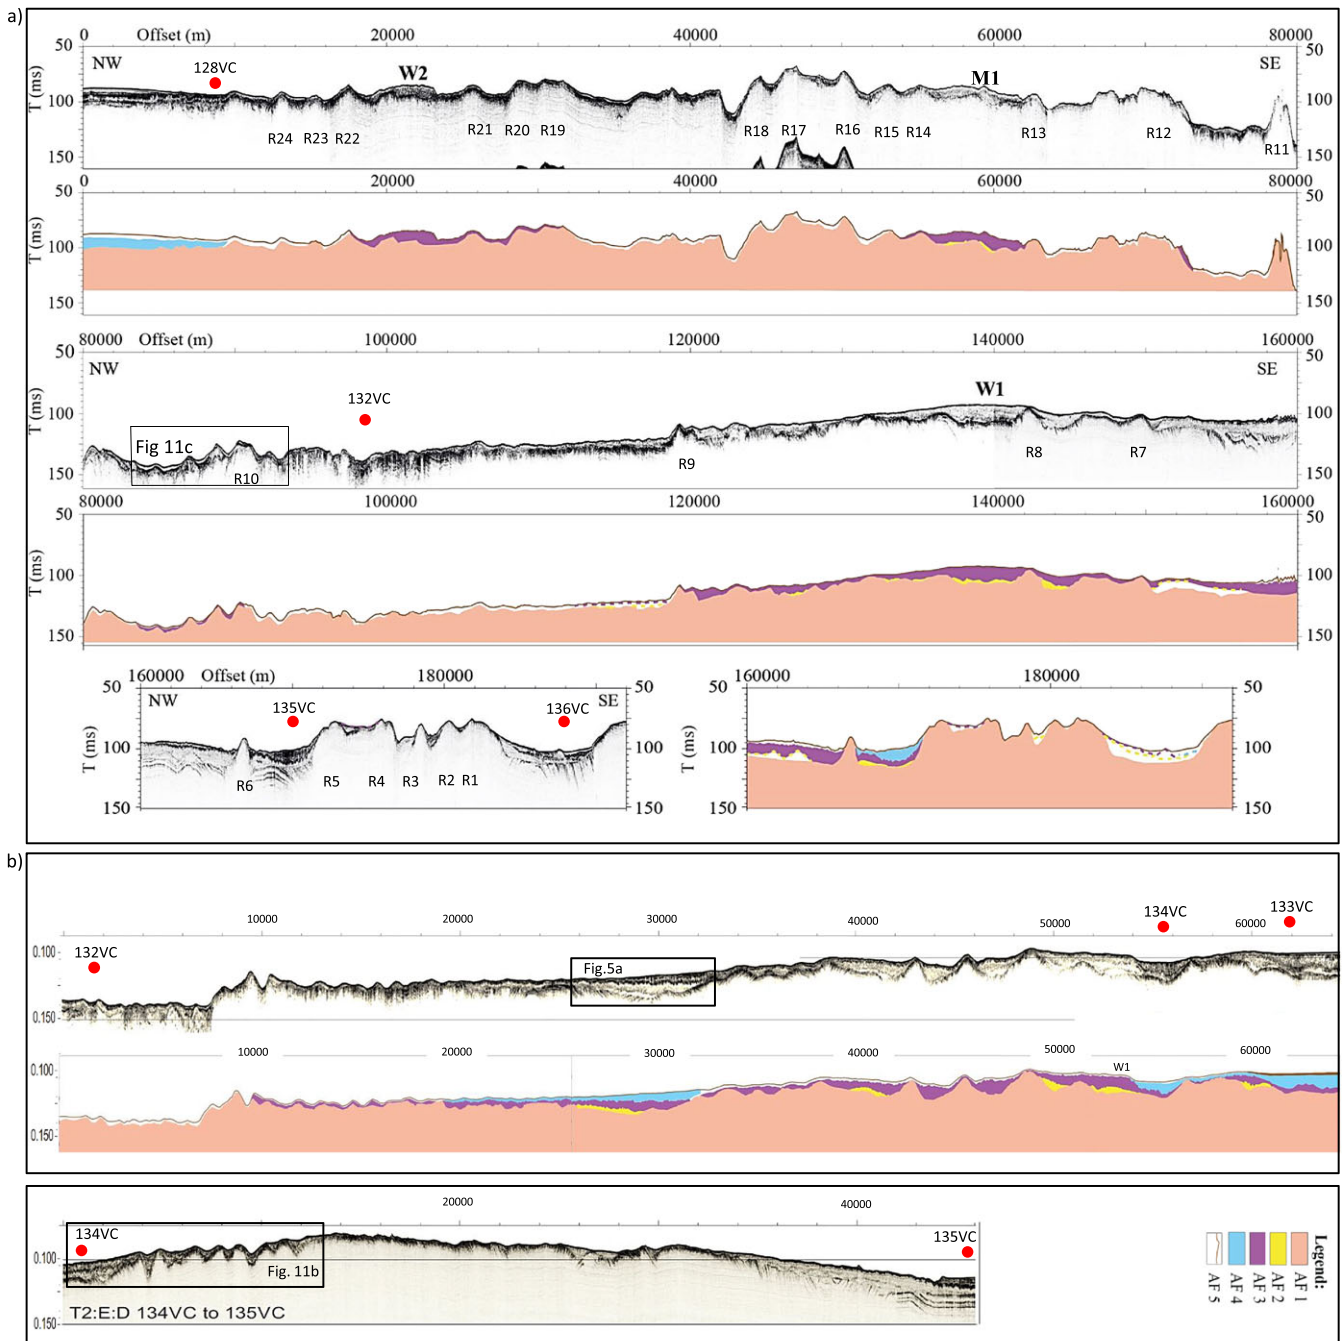 a)
0 Offset (m) 20000 40000 60000 80000
50 50
NW SE
128VC
W2 M1
T (ms)
100 100
R24 R23 R22 R21 R20 R19 R18 R17 R16 R15 R14 R13 R12 R11
150 150
0 20000 40000 60000 80000
50 50
T (ms)
100 100
150 150
80000 Offset (m) 100000 120000 140000 160000
50 50
NW SE
132VC
W1
T (ms)
100 100
Fig 11c
R10 R9 R8 R7
150 150
80000 100000 120000 140000 160000
50 50
T (ms)
100 100
150 150
160000 Offset (m) 180000
50 50
NW SE
135VC 136VC
T (ms)
100 100
R6 R5 R4 R3 R2 R1
150 150
160000 180000
50 50
T (ms)
100 100
150 150
b)
10000 20000 30000 40000 50000 60000
132VC 134VC 133VC
0.100
Fig.5a
0.150
10000 20000 30000 40000 50000 60000
W1
0.100
0.150
20000 40000
134VC 135VC
0.100
Fig. 11b
T2:E:D 134VC to 135VC
0.150
Legend:
AF 1
AF 2
AF 3
AF 4
AF 5